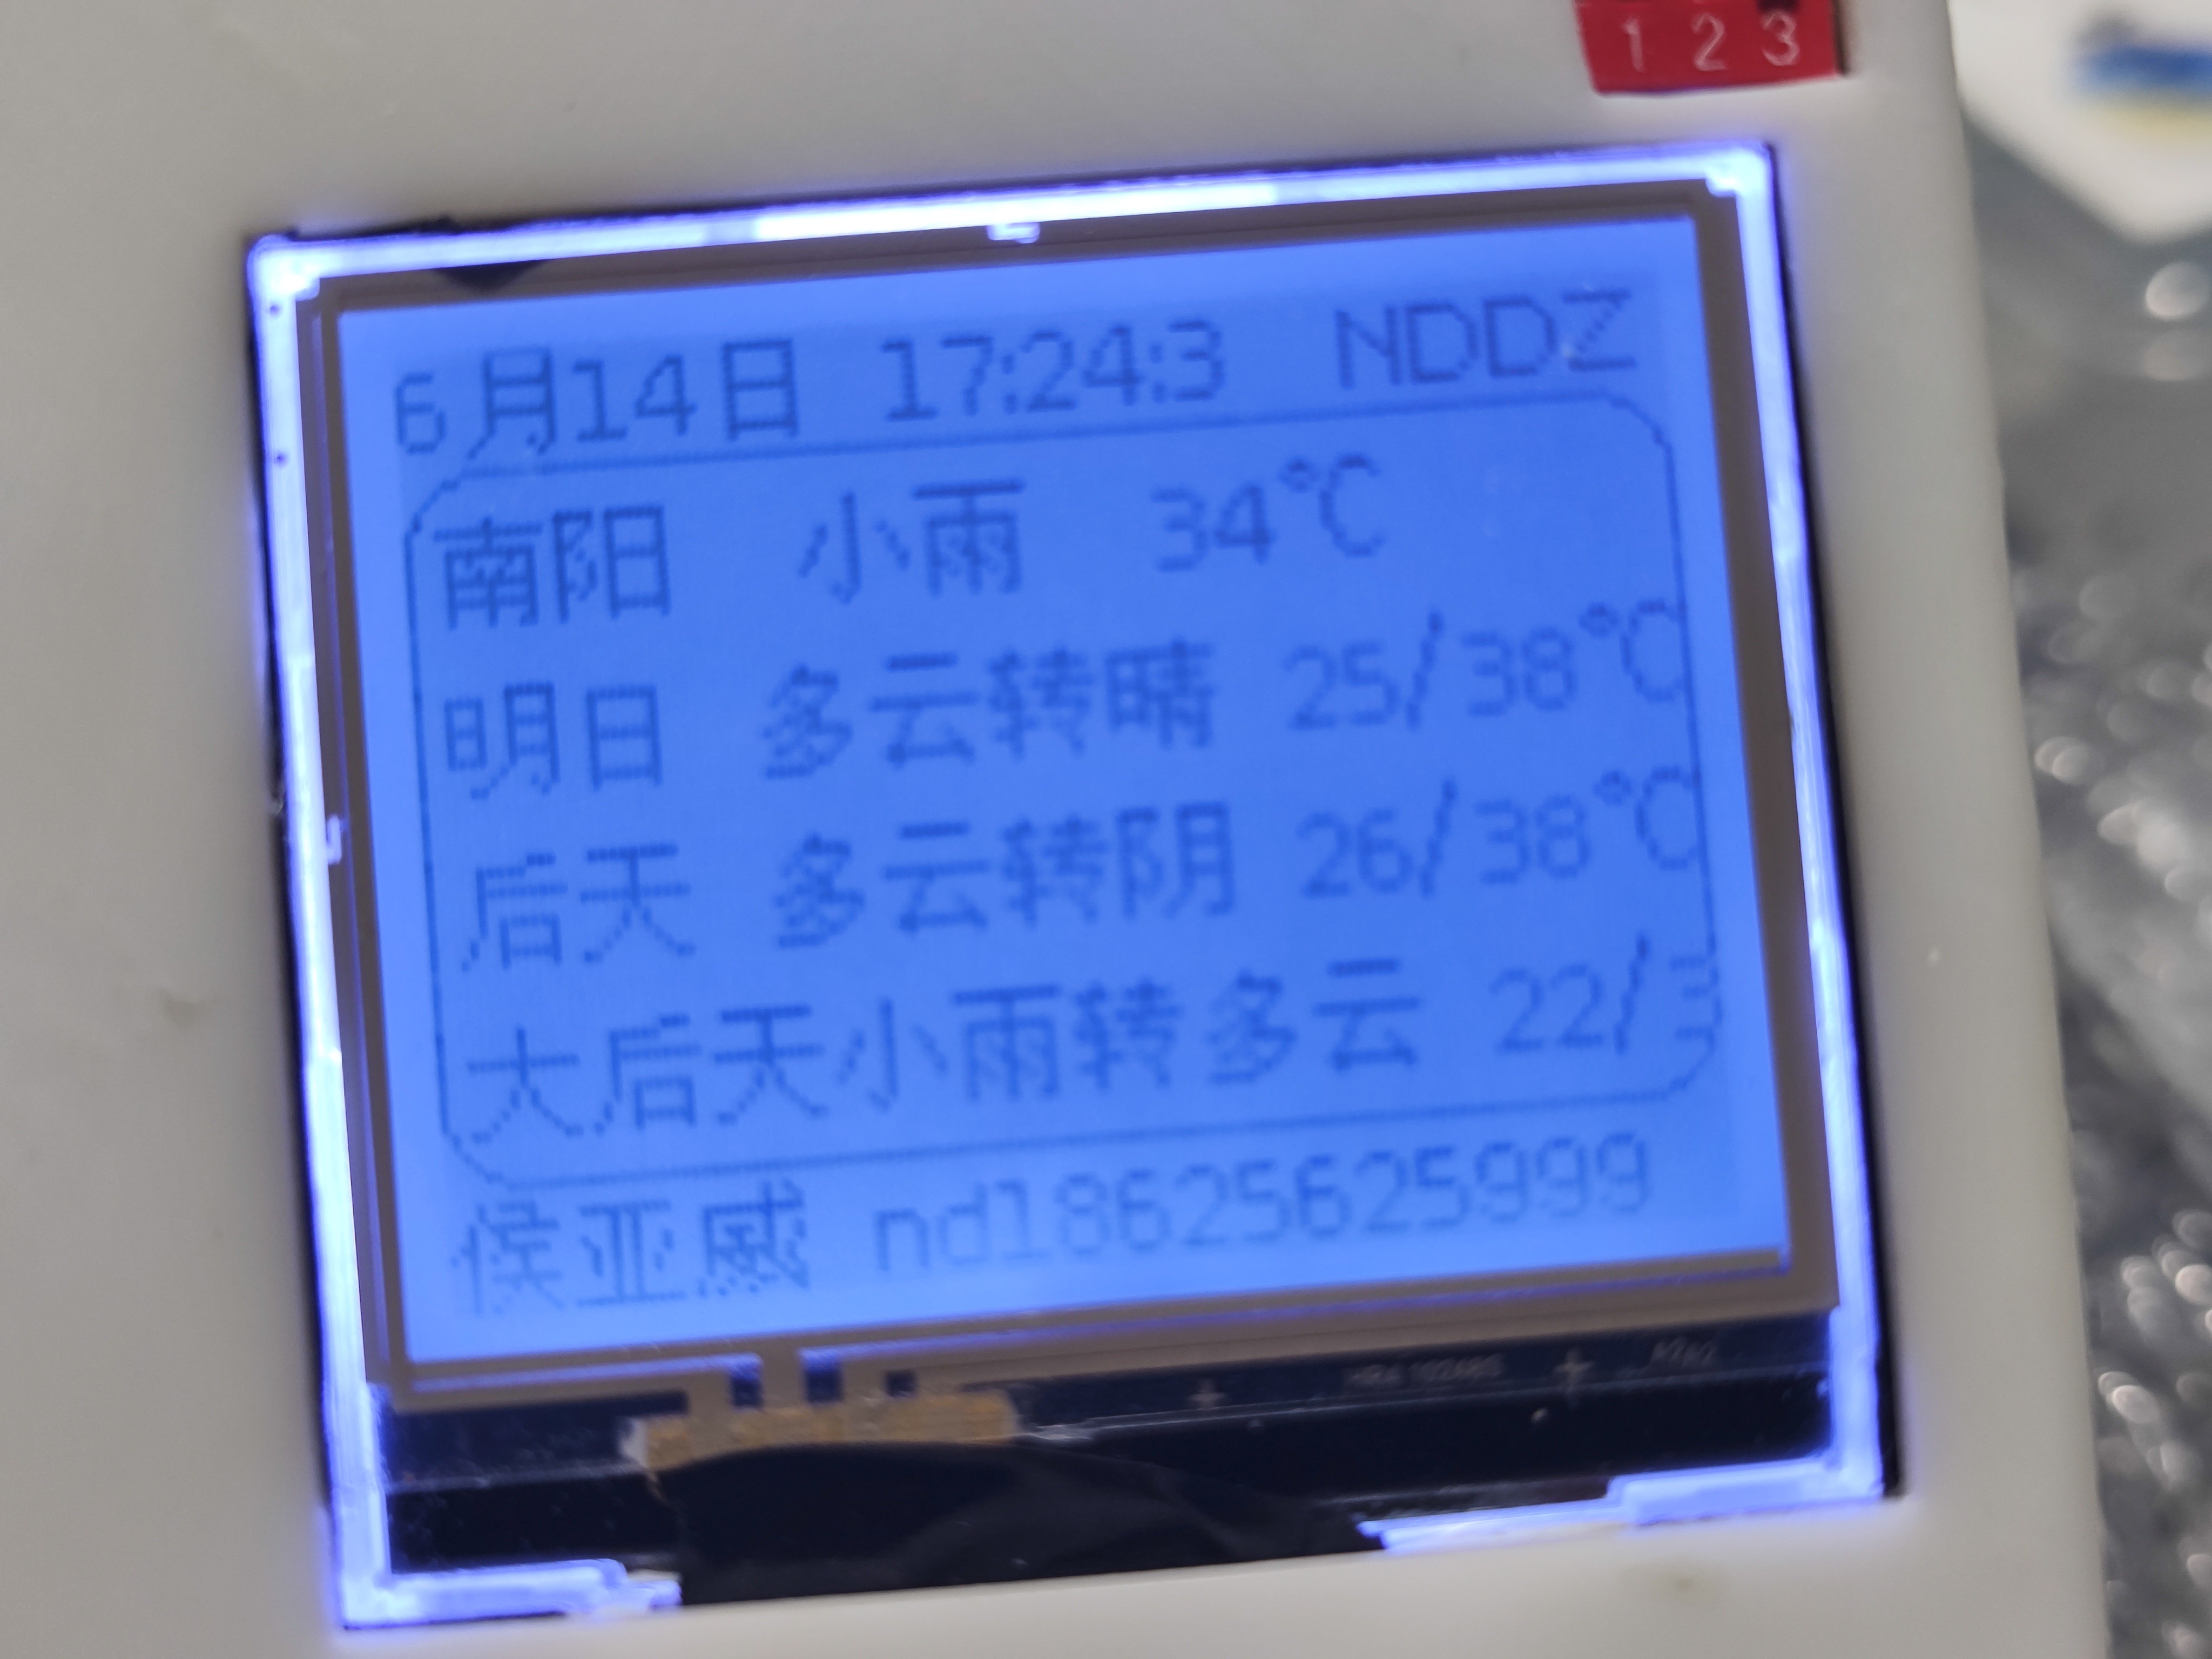 1 2 3
6月14日 17:24:3 NDDZ
南阳 小雨 34℃
明日 多云转晴 25/38℃
后天 多云转阴 26/38℃
大后天小雨转多云 22/3
侯亚威 nd18625625999